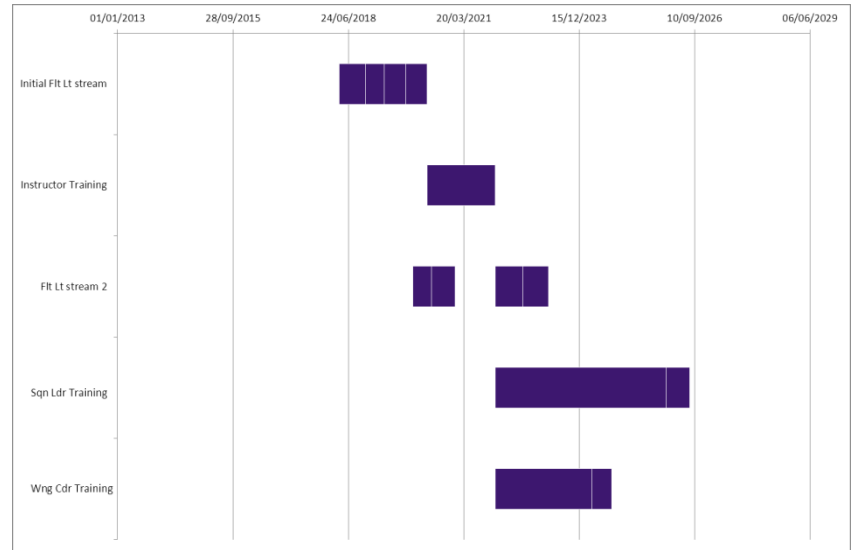 01/01/2013 28/09/2015 24/06/2018 20/03/2021 15/12/2023 10/09/2026 06/06/2029
Initial Flt Lt stream
Instructor Training
Flt Lt stream 2
Sqn Ldr Training
Wng Cdr Training